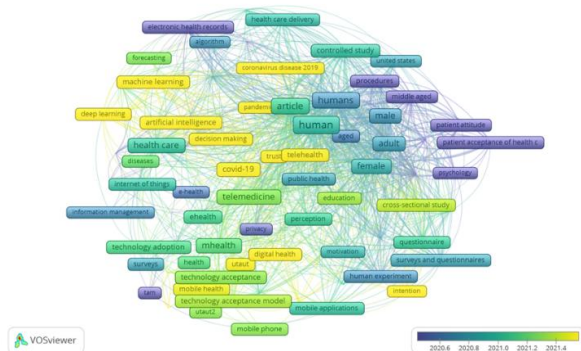 health care delivery
electronic health records
algorithm
controlled study
forecasting
united states
coronavirus disease 2019
machine learning
procedures
middle aged
pandemic
article
humans
deep learning
male
artificial intelligence
human
patient attitude
decision making
aged
health care
adult
patient acceptance of health c.
trust
telehealth
diseases
covid-19
female
psychology
internet of things
public health
e-health
telemedicine
education
cross-sectional study
information management
ehealth
perception
privacy
technology adoption
mhealth
questionnaire
digital health
motivation
surveys
health
utaut
surveys and questionnaires
technology acceptance
human experiment
mobile health
tam
intention
technology acceptance model
utaut2
mobile applications
mobile phone
VOSviewer
2020.6 2020.8 2021.0 2021.2 2021.4